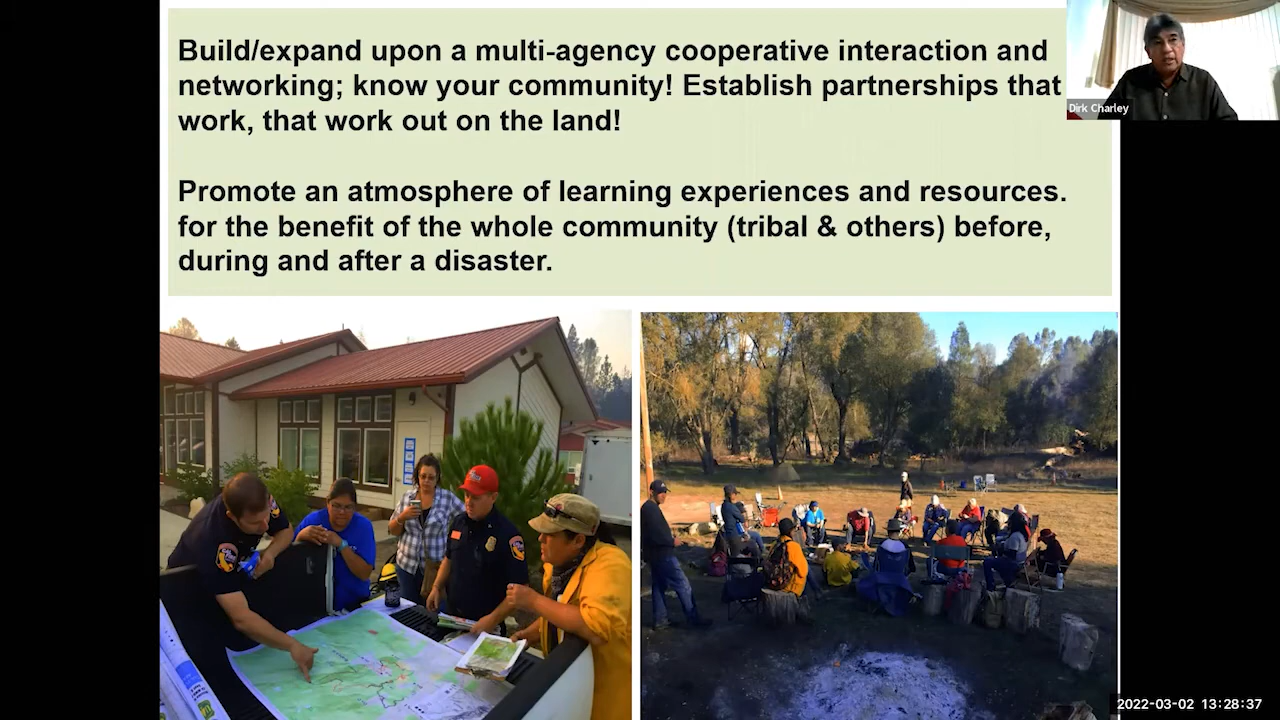 Build/expand upon a multi-agency cooperative interaction and
networking; know your community! Establish partnerships that
work, that work out on the land!
Promote an atmosphere of learning experiences and resources.
for the benefit of the whole community (tribal & others) before,
during and after a disaster.
Dirk Charley
2022-03-02 13:28:37